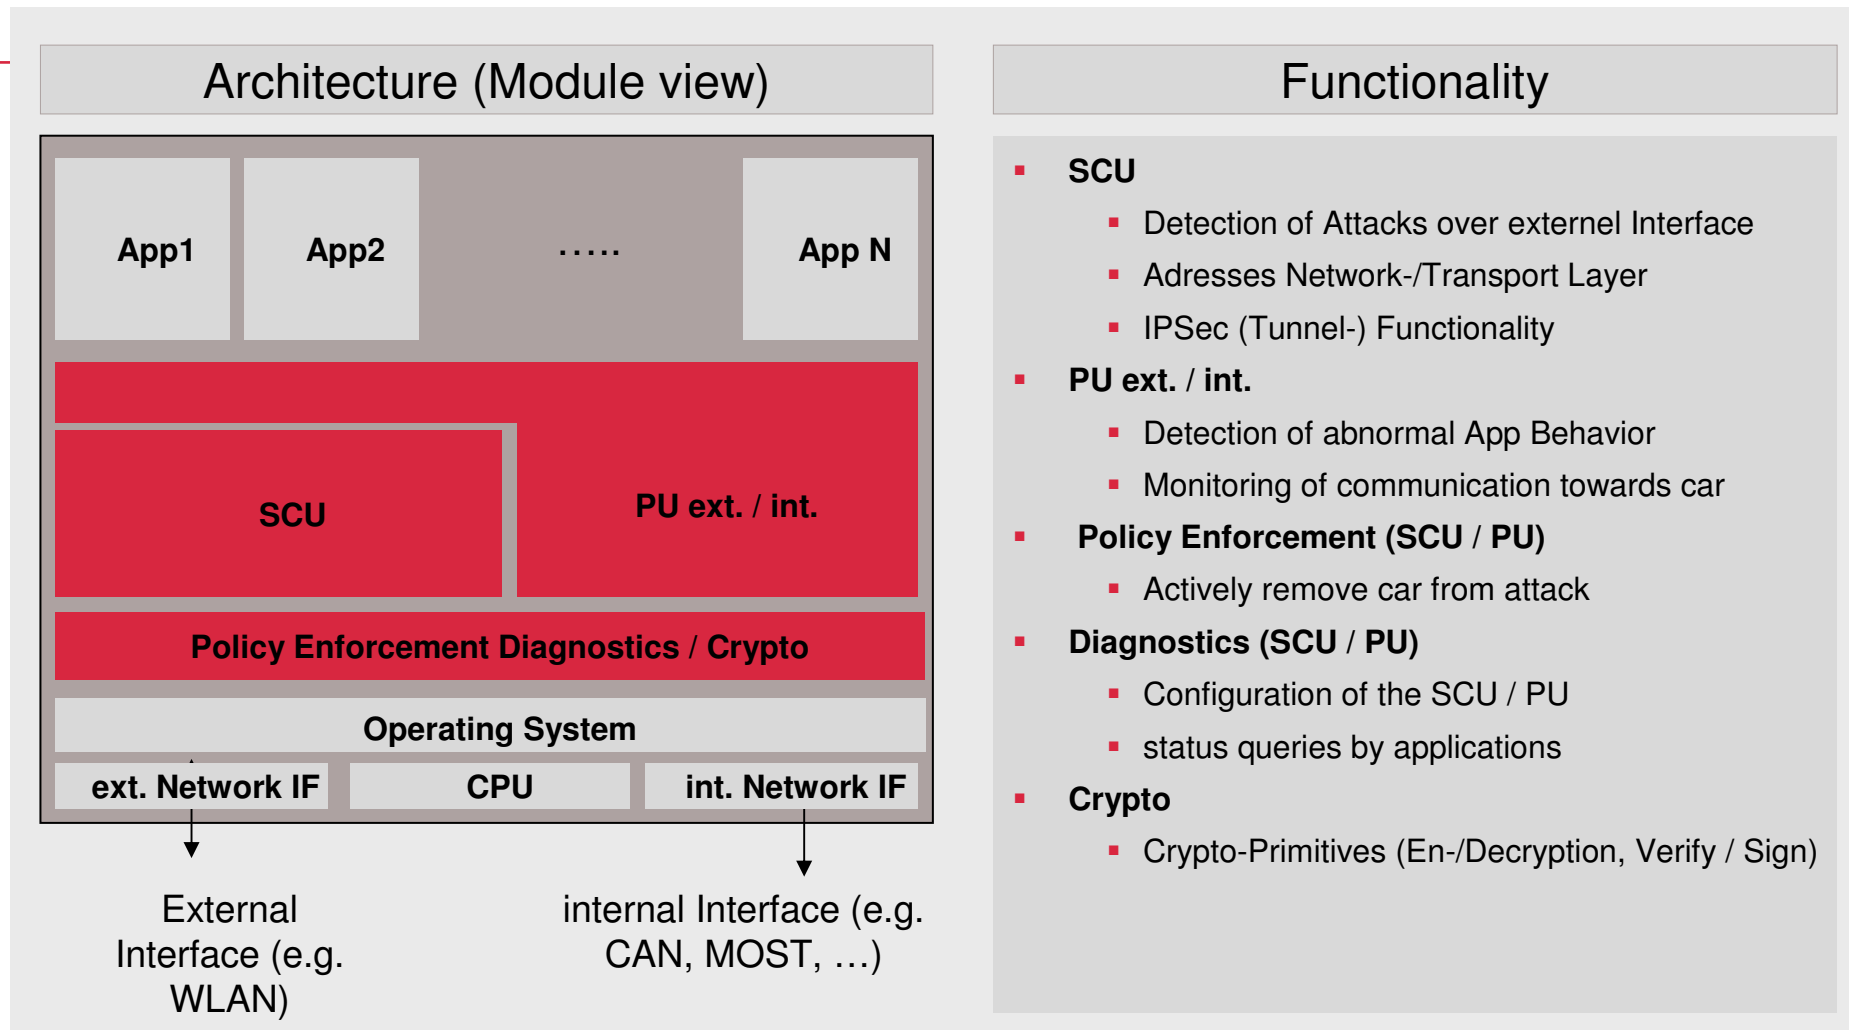 Architecture (Module view)
App1
App2
.....
App N
SCU
PU ext. / int.
Policy Enforcement Diagnostics / Crypto
Operating System
ext. Network IF
CPU
int. Network IF
External
Interface (e.g.
WLAN)
internal Interface (e.g.
CAN, MOST, …)
Functionality
SCU
Detection of Attacks over externel Interface
Adresses Network-/Transport Layer
IPSec (Tunnel-) Functionality
PU ext. / int.
Detection of abnormal App Behavior
Monitoring of communication towards car
Policy Enforcement (SCU / PU)
Actively remove car from attack
Diagnostics (SCU / PU)
Configuration of the SCU / PU
status queries by applications
Crypto
Crypto-Primitives (En-/Decryption, Verify / Sign)